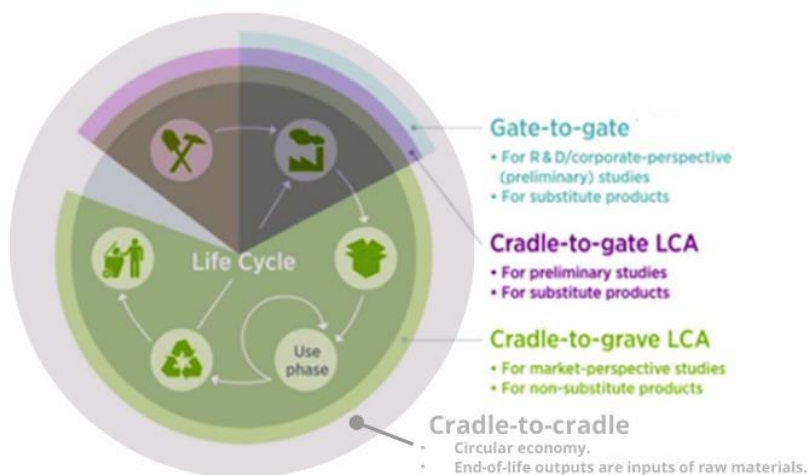 Gate-to-gate
• For R & D/corporate-perspective
(preliminary) studies
• For substitute products
Cradle-to-gate LCA
• For preliminary studies
• For substitute products
Life Cycle
Cradle-to-grave LCA
• For market-perspective studies
• For non-substitute products
Use
phase
Cradle-to-cradle
• Circular economy.
• End-of-life outputs are inputs of raw materials.